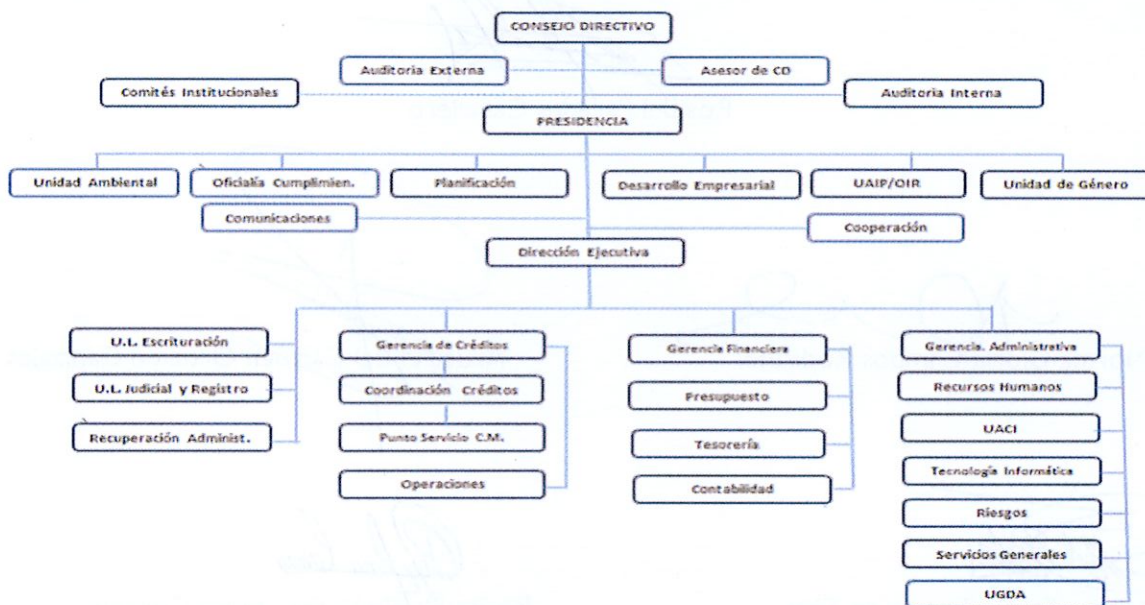 CONSEJO DIRECTIVO
Auditoria Externa
Asesor de CD
Comités Institucionales
Auditoria Interna
PRESIDENCIA
Unidad Ambiental
Oficialía Cumplimien.
Planificación
Desarrollo Empresarial
UAIP/OIR
Unidad de Género
Comunicaciones
Cooperación
Dirección Ejecutiva
U.L. Escrituración
U.L. Judicial y Registro
Recuperación Administ.
Gerencia de Créditos
Coordinación Créditos
Punto Servicio C.M.
Operaciones
Gerencia Financiera
Presupuesto
Tesorería
Contabilidad
Gerencia. Administrativa
Recursos Humanos
UACI
Tecnología Informática
Riesgos
Servicios Generales
UGDA